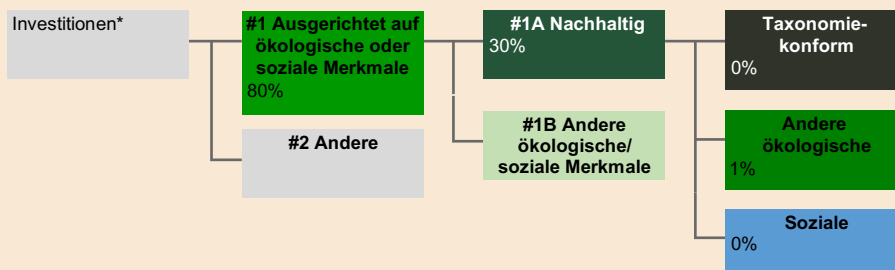 Investitionen*
#1 Ausgerichtet auf
ökologische oder
soziale Merkmale
80%
#2 Andere
#1A Nachhaltig
30%
#1B Andere
ökologische/
soziale Merkmale
Taxonomie-
konform
0%
Andere
ökologische
1%
Soziale
0%